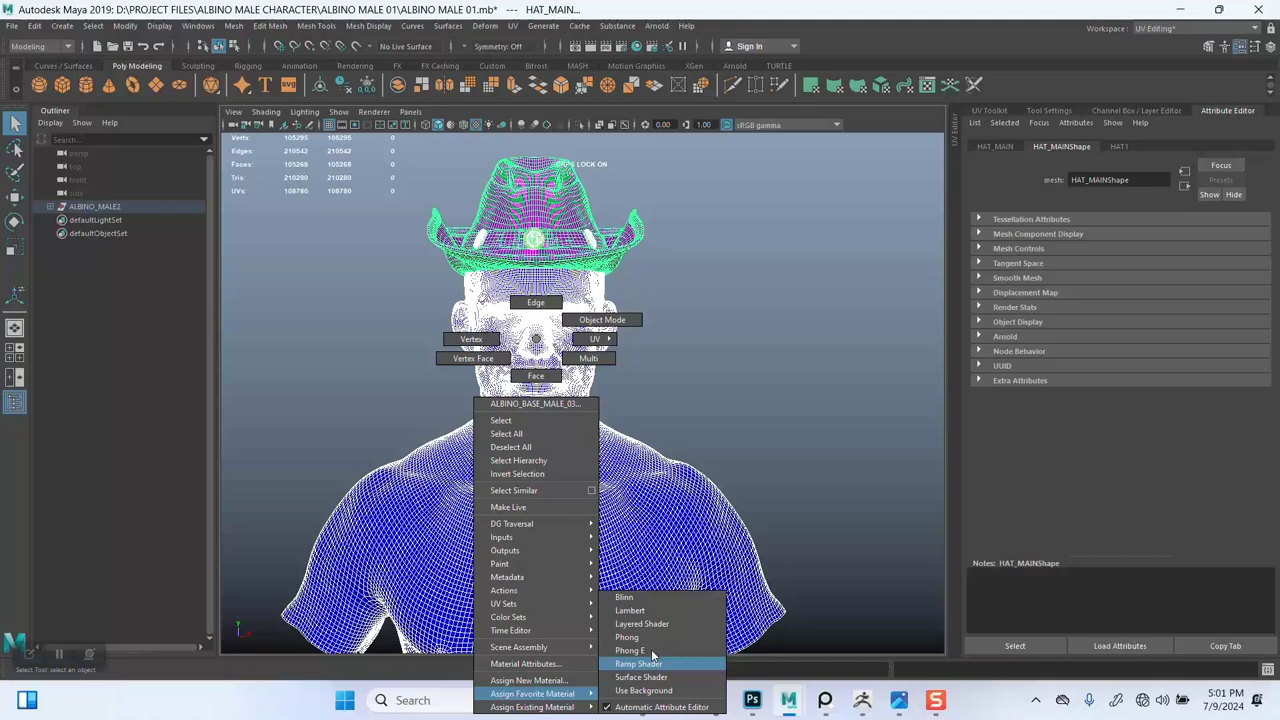 Autodesk Maya 2019: D:\PROJECT FILES\ALBINO MALE CHARACTER\ALBINO MALE 01\ALBINE MALE 01.mb* --- HAT_MAIN...
File Edit Create Select Modify Display Windows Mesh Edit Mesh Mesh Tools Mesh Display Curves Surfaces Deform UV Generate Cache Substance Arnold Help
Workspace: UV Editing*
Modeling No Live Surface Symmetry: Off Sign In
Curves / Surfaces Poly Modeling Sculpting Rigging Animation Rendering FX FX Caching Custom Bifrost MASH Motion Graphics XGen Arnold TURTLE
Outliner
Display Show Help
Search...
persp
top
front
side
ALBINO_MALE2
defaultLightSet
defaultObjectSet
View Shading Lighting Show Renderer Panels
0.00 1.00 sRGB gamma
Verts: 105295 105295 0
Edges: 210542 210542 0
Faces: 105268 105268 0
Tris: 210280 210280 0
UVs: 108780 108780 0
LOCK ON
Edge
Object Mode
Vertex
UV
Vertex Face
Multi
Face
ALBINO_BASE_MALE_03...
Select
Select All
Deselect All
Select Hierarchy
Invert Selection
Select Similar
Make Live
DG Traversal
Inputs
Outputs
Paint
Metadata
Actions
UV Sets
Color Sets
Time Editor
Scene Assembly
Material Attributes...
Assign New Material...
Assign Favorite Material
Assign Existing Material
Blinn
Lambert
Layered Shader
Phong
Phong E
Ramp Shader
Surface Shader
Use Background
Automatic Attribute Editor
UV Editor
UV Toolkit Tool Settings Channel Box / Layer Editor Attribute Editor
List Selected Focus Attributes Show Help
HAT_MAIN HAT_MAINShape HAT1
mesh: HAT_MAINShape
Focus
Presets
Show Hide
Tessellation Attributes
Mesh Component Display
Mesh Controls
Tangent Space
Smooth Mesh
Displacement Map
Render Stats
Object Display
Arnold
Node Behavior
UUID
Extra Attributes
Notes: HAT_MAINShape
Select Load Attributes Copy Tab
Select Tool: select an object
y
Search
5:01 PM
7/9/2024